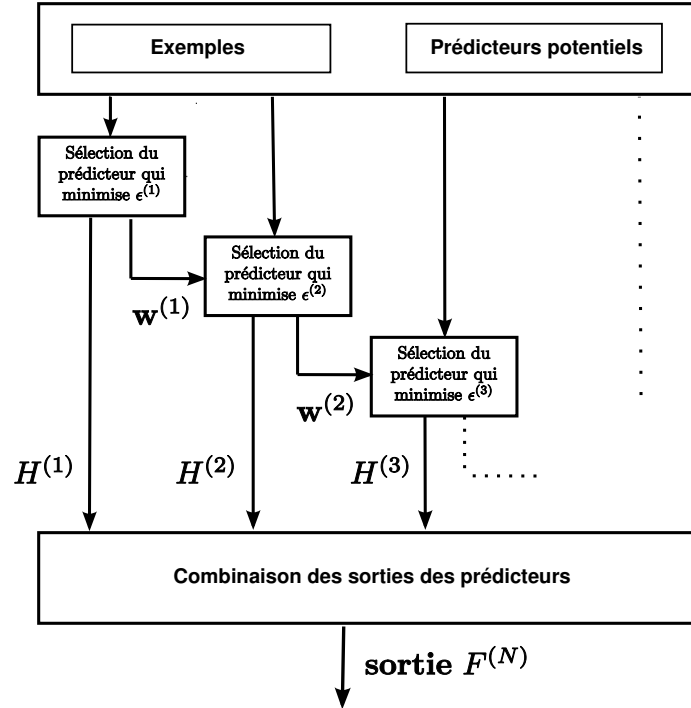 Exemples
Prédicteurs potentiels
Sélection du
prédicteur qui
minimise ϵ^(1)
Sélection du
prédicteur qui
minimise ϵ^(2)
w^(1)
Sélection du
prédicteur qui
minimise ϵ^(3)
w^(2)
H^(1)
H^(2)
H^(3)
Combinaison des sorties des prédicteurs
sortie F^(N)